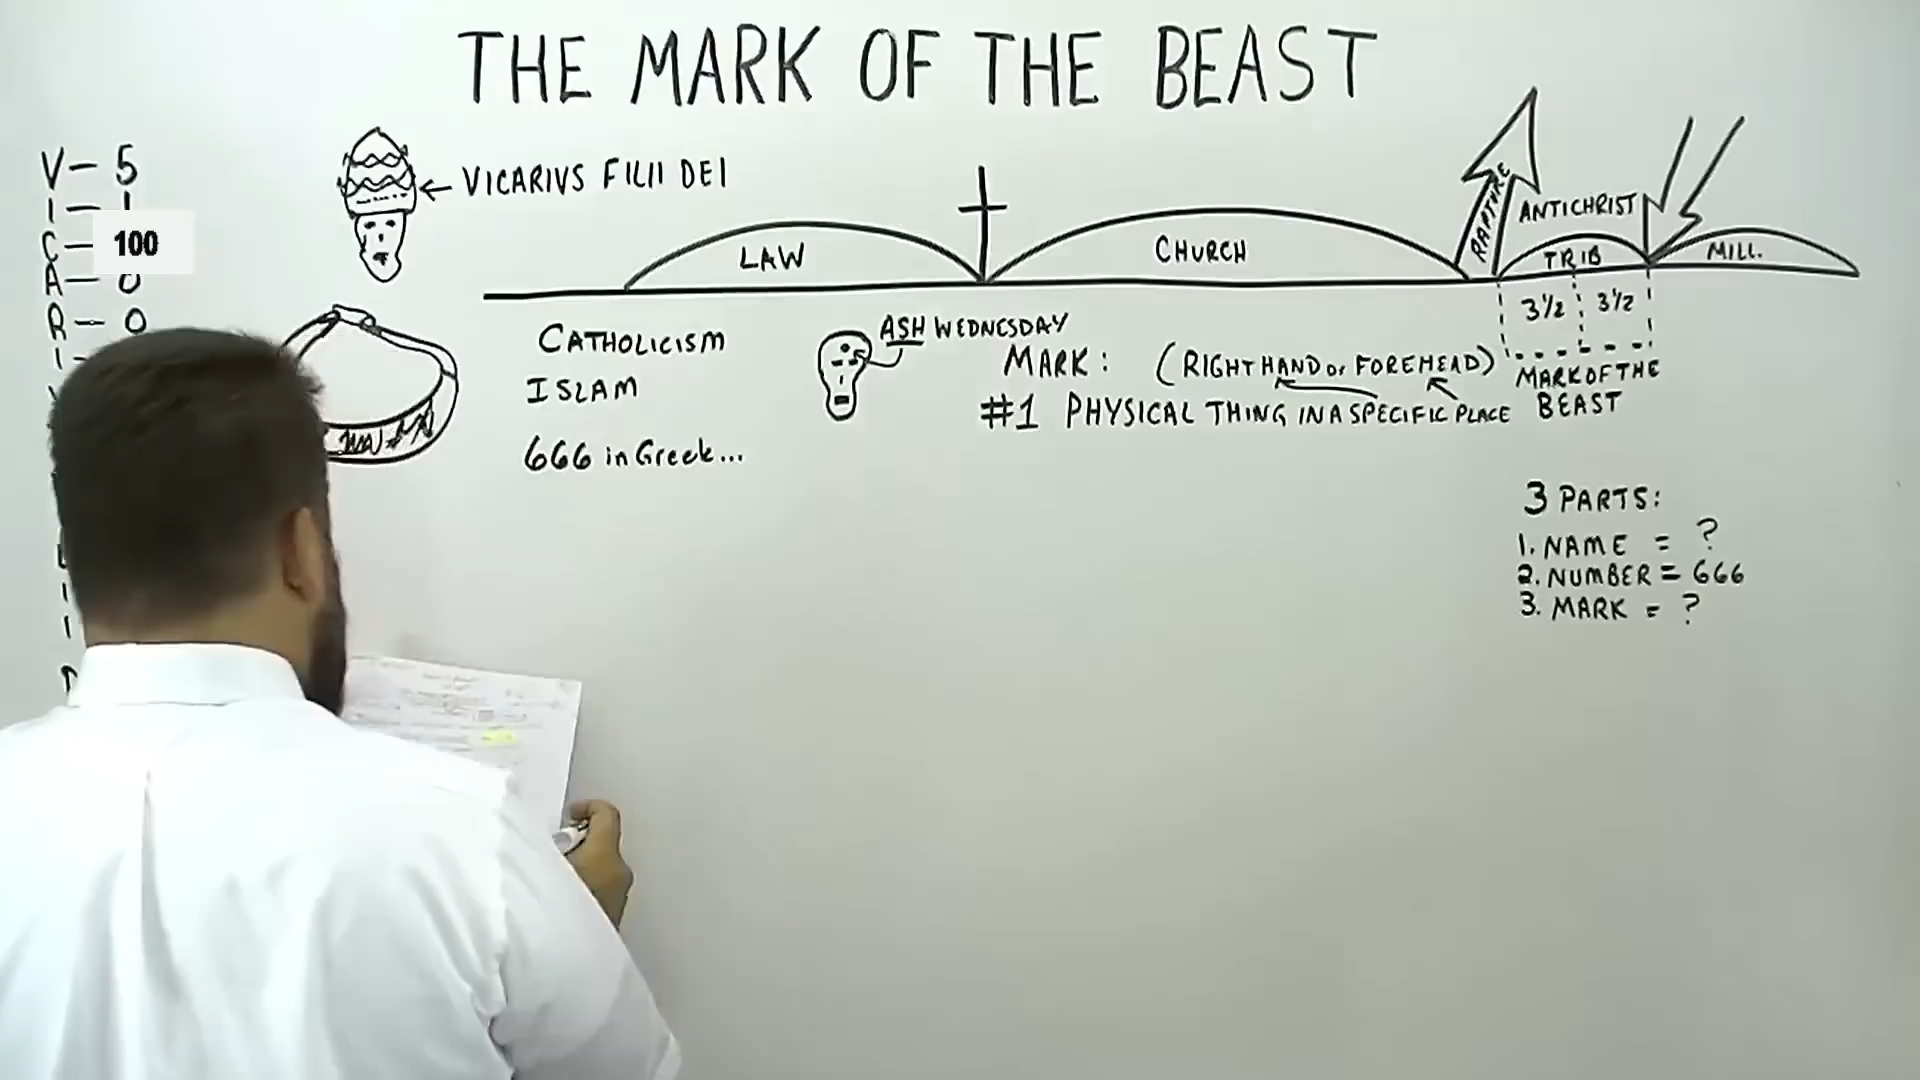 THE MARK OF THE BEAST
V— 5
I— 1
C— 100
A— 0
R— 0
I—
VICARIVS FILII DEI
LAW
CHURCH
RAPTURE
ANTICHRIST
TRIB
MILL.
3½ 3½
MARK OF THE
BEAST
CATHOLICISM
ISLAM
666 in Greek...
ASH WEDNESDAY
MARK: (RIGHT HAND or FOREHEAD)
#1 PHYSICAL THING IN A SPECIFIC PLACE
3 PARTS:
1. NAME = ?
2. NUMBER = 666
3. MARK = ?